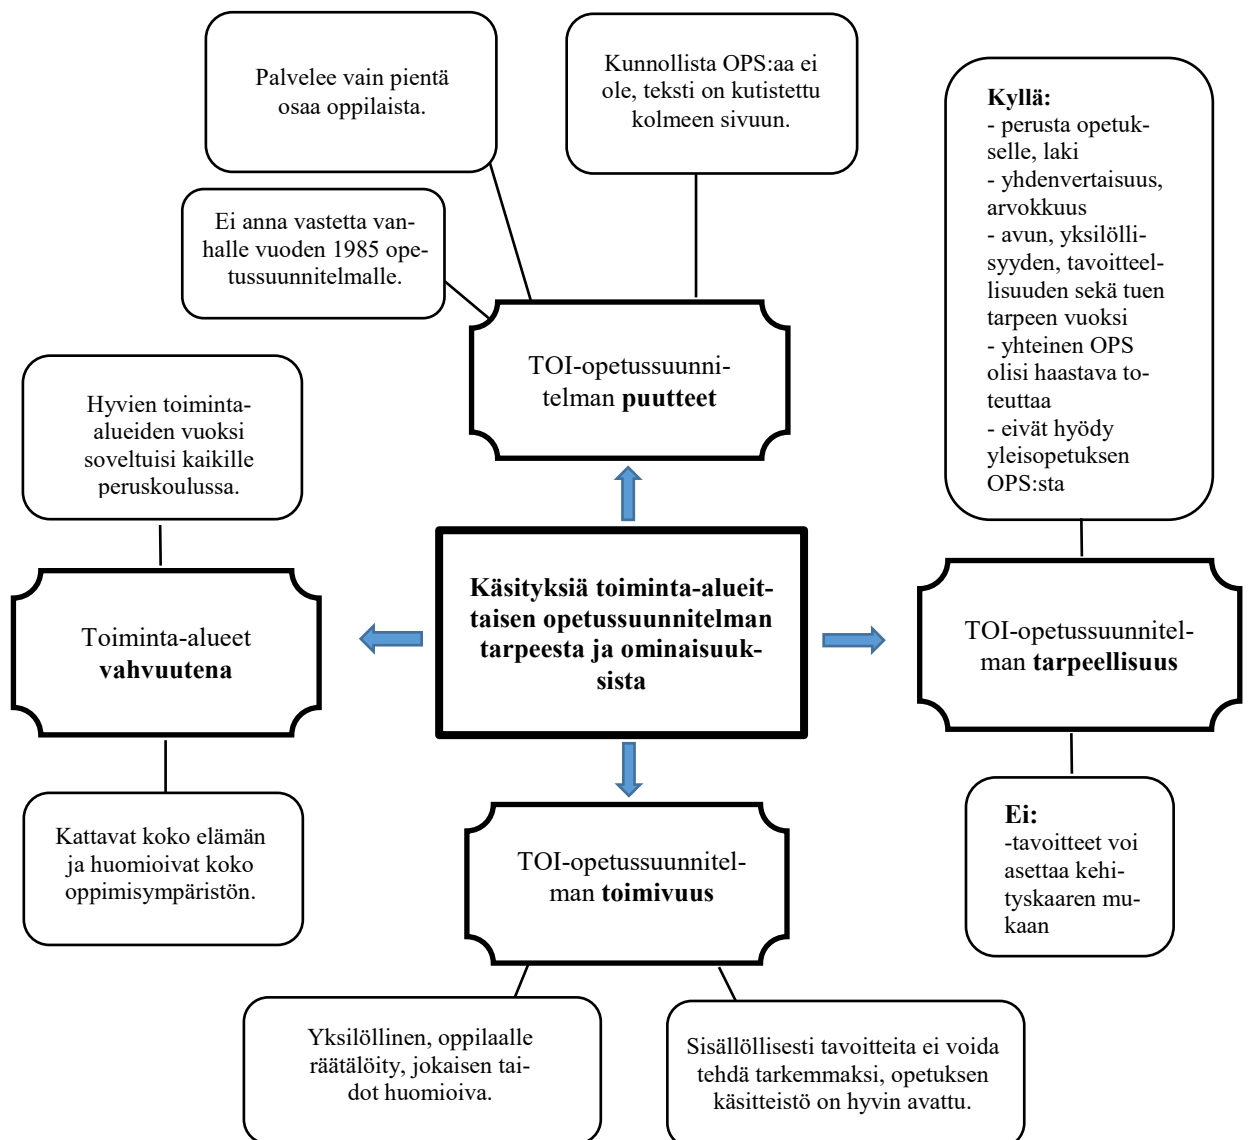 Palvelee vain pientä
osaa oppilaista.
Kunnollista OPS:aa ei
ole, teksti on kutistettu
kolmeen sivuun.
Kyllä:
- perusta opetuk-
selle, laki
- yhdenvertaisuus,
arvokkuus
- avun, yksilölli-
syyden, tavoitteel-
lisuuden sekä tuen
tarpeen vuoksi
- yhteinen OPS
olisi haastava to-
teuttaa
- eivät hyödy
yleisopetuksen
OPS:sta
Ei anna vastetta van-
halle vuoden 1985 ope-
tussuunnitelmalle.
TOI-opetussuunni-
telman puutteet
Hyvien toiminta-
alueiden vuoksi
soveltuisi kaikille
peruskoulussa.
Toiminta-alueet
vahvuutena
Käsityksiä toiminta-alueit-
taisen opetussuunnitelman
tarpeesta ja ominaisuuk-
sista
TOI-opetussuunnitel-
man tarpeellisuus
Kattavat koko elämän
ja huomioivat koko
oppimisympäristön.
TOI-opetussuunnitel-
man toimivuus
Ei:
-tavoitteet voi
asettaa kehi-
tyskaaren mu-
kaan
Yksilöllinen, oppilaalle
räätälöity, jokaisen tai-
dot huomioiva.
Sisällöllisesti tavoitteita ei voida
tehdä tarkemmaksi, opetuksen
käsitteistö on hyvin avattu.